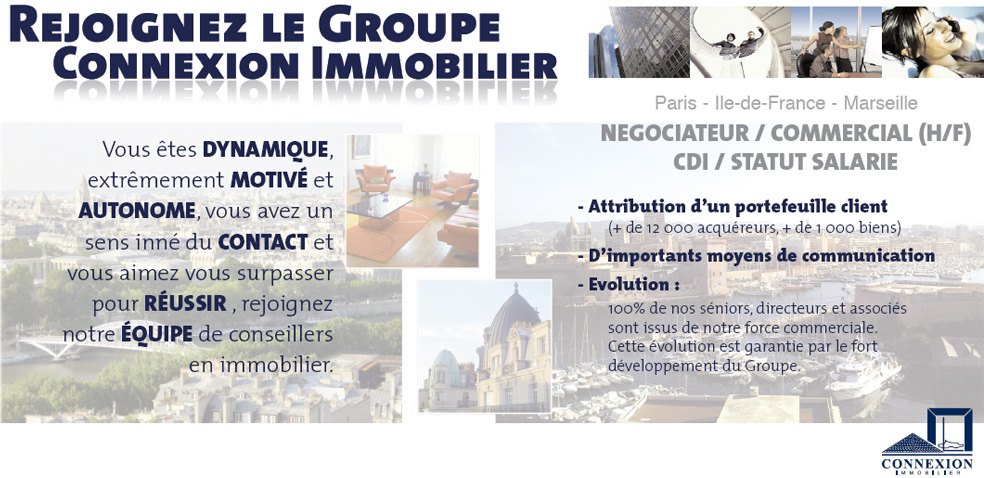 REJOIGNEZ LE GROUPE
CONNEXION IMMOBILIER
Paris - Ile-de-France - Marseille
NEGOCIATEUR / COMMERCIAL (H/F)
CDI / STATUT SALARIE
Vous êtes DYNAMIQUE,
extrêmement MOTIVÉ et
AUTONOME, vous avez un
sens inné du CONTACT et
vous aimez vous surpasser
pour RÉUSSIR , rejoignez
notre ÉQUIPE de conseillers
en immobilier.
- Attribution d'un portefeuille client
(+ de 12 000 acquéreurs, + de 1 000 biens)
- D'importants moyens de communication
- Evolution :
100% de nos séniors, directeurs et associés
sont issus de notre force commerciale.
Cette évolution est garantie par le fort
développement du Groupe.
CONNEXION
IMMOBILIER